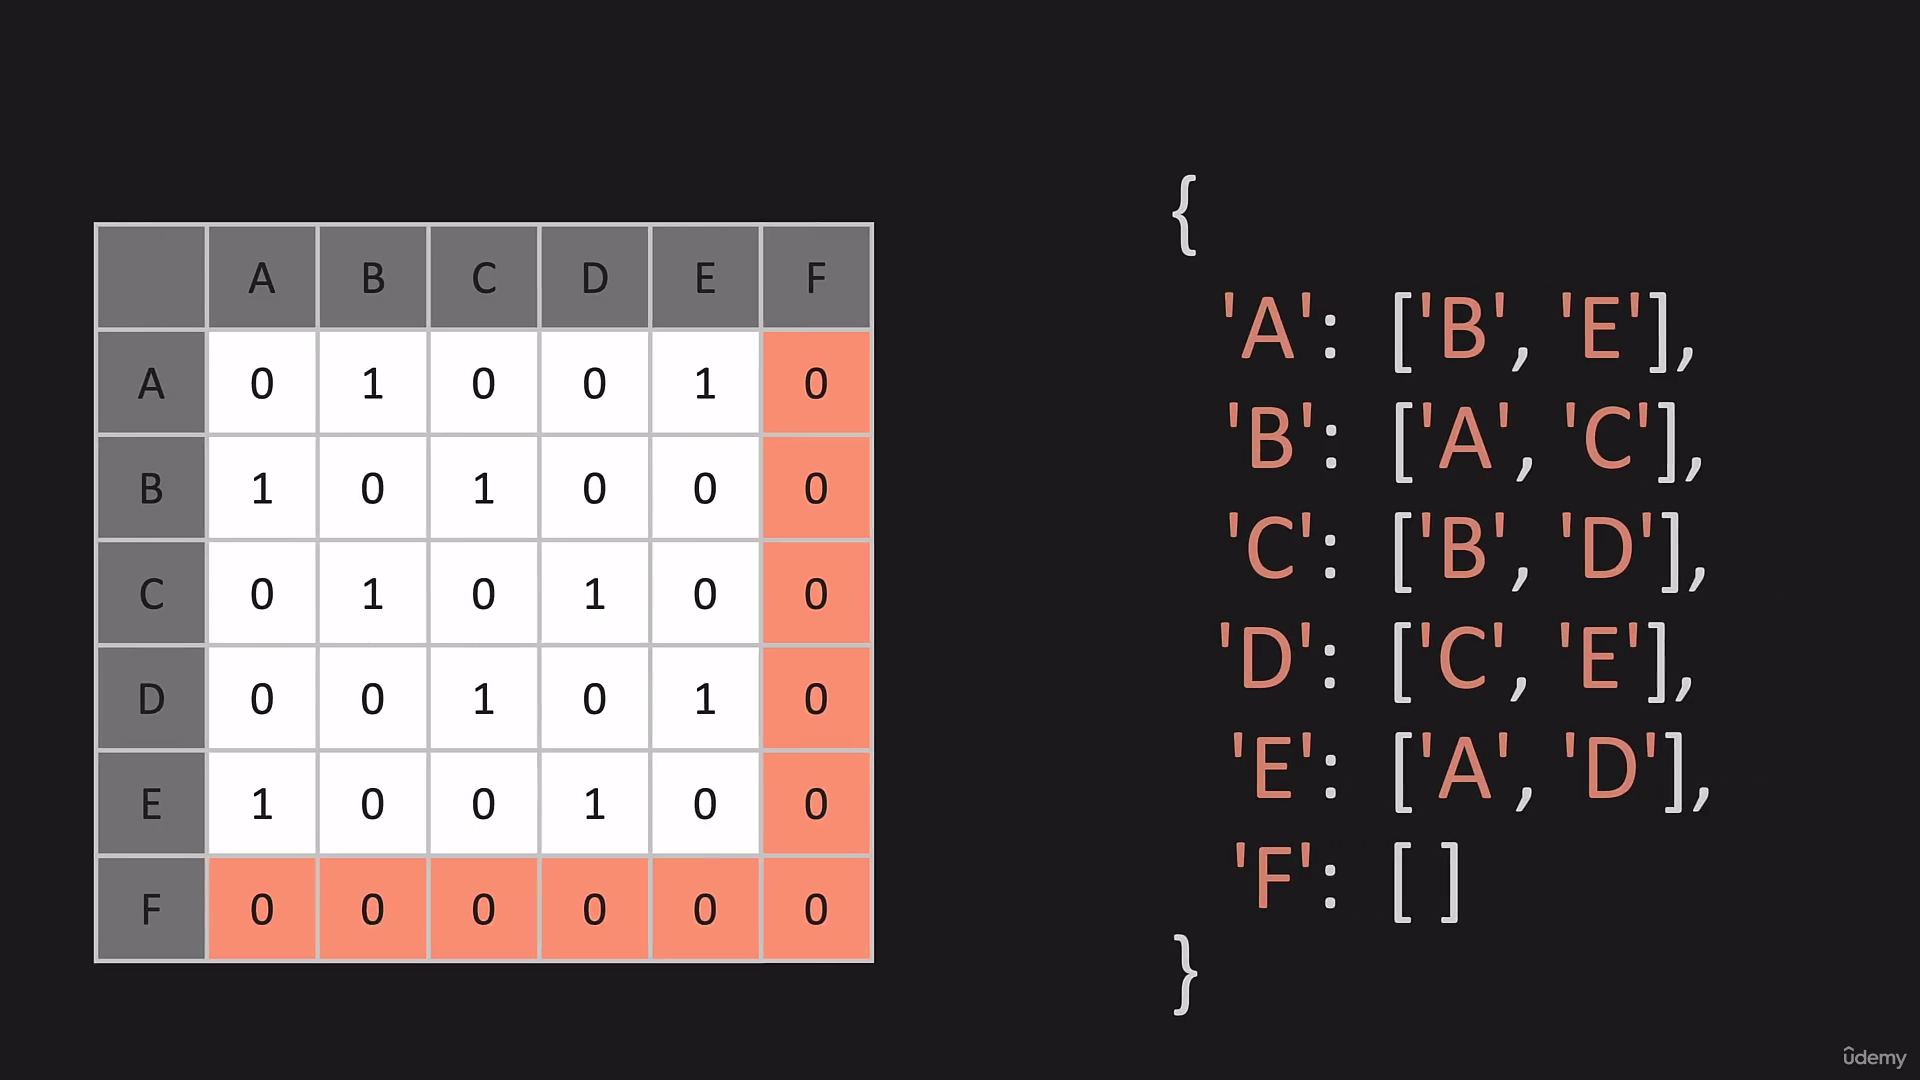 A B C D E F
A 0 1 0 0 1 0
B 1 0 1 0 0 0
C 0 1 0 1 0 0
D 0 0 1 0 1 0
E 1 0 0 1 0 0
F 0 0 0 0 0 0
{
'A': ['B', 'E'],
'B': ['A', 'C'],
'C': ['B', 'D'],
'D': ['C', 'E'],
'E': ['A', 'D'],
'F': [ ]
}
ûdemy